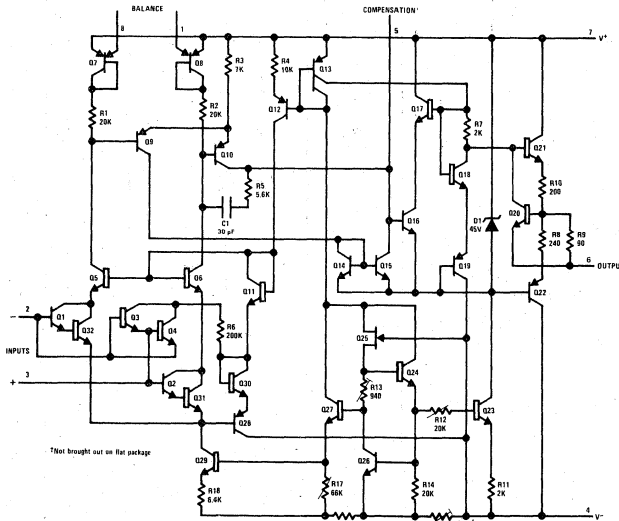 BALANCE
COMPENSATION†
8
1
5
7 V+
Q7
Q8
R3
7K
R4
10K
Q13
Q12
R1
20K
R2
20K
Q17
R7
2K
Q9
Q10
Q18
Q21
R5
5.6K
C1
30 pF
Q16
D1
45V
Q20
R10
200
R8
240
R9
90
6
OUTPUT
Q14
Q15
Q19
Q22
Q5
Q6
Q11
2
−
Q1
Q32
Q3
Q4
R6
200K
Q25
Q24
INPUTS
3
+
Q2
Q31
Q30
R13
940
Q27
R12
20K
Q23
Q28
†Not brought out on flat package
Q29
Q26
R18
6.4K
R17
66K
R14
20K
R11
2K
4 V−